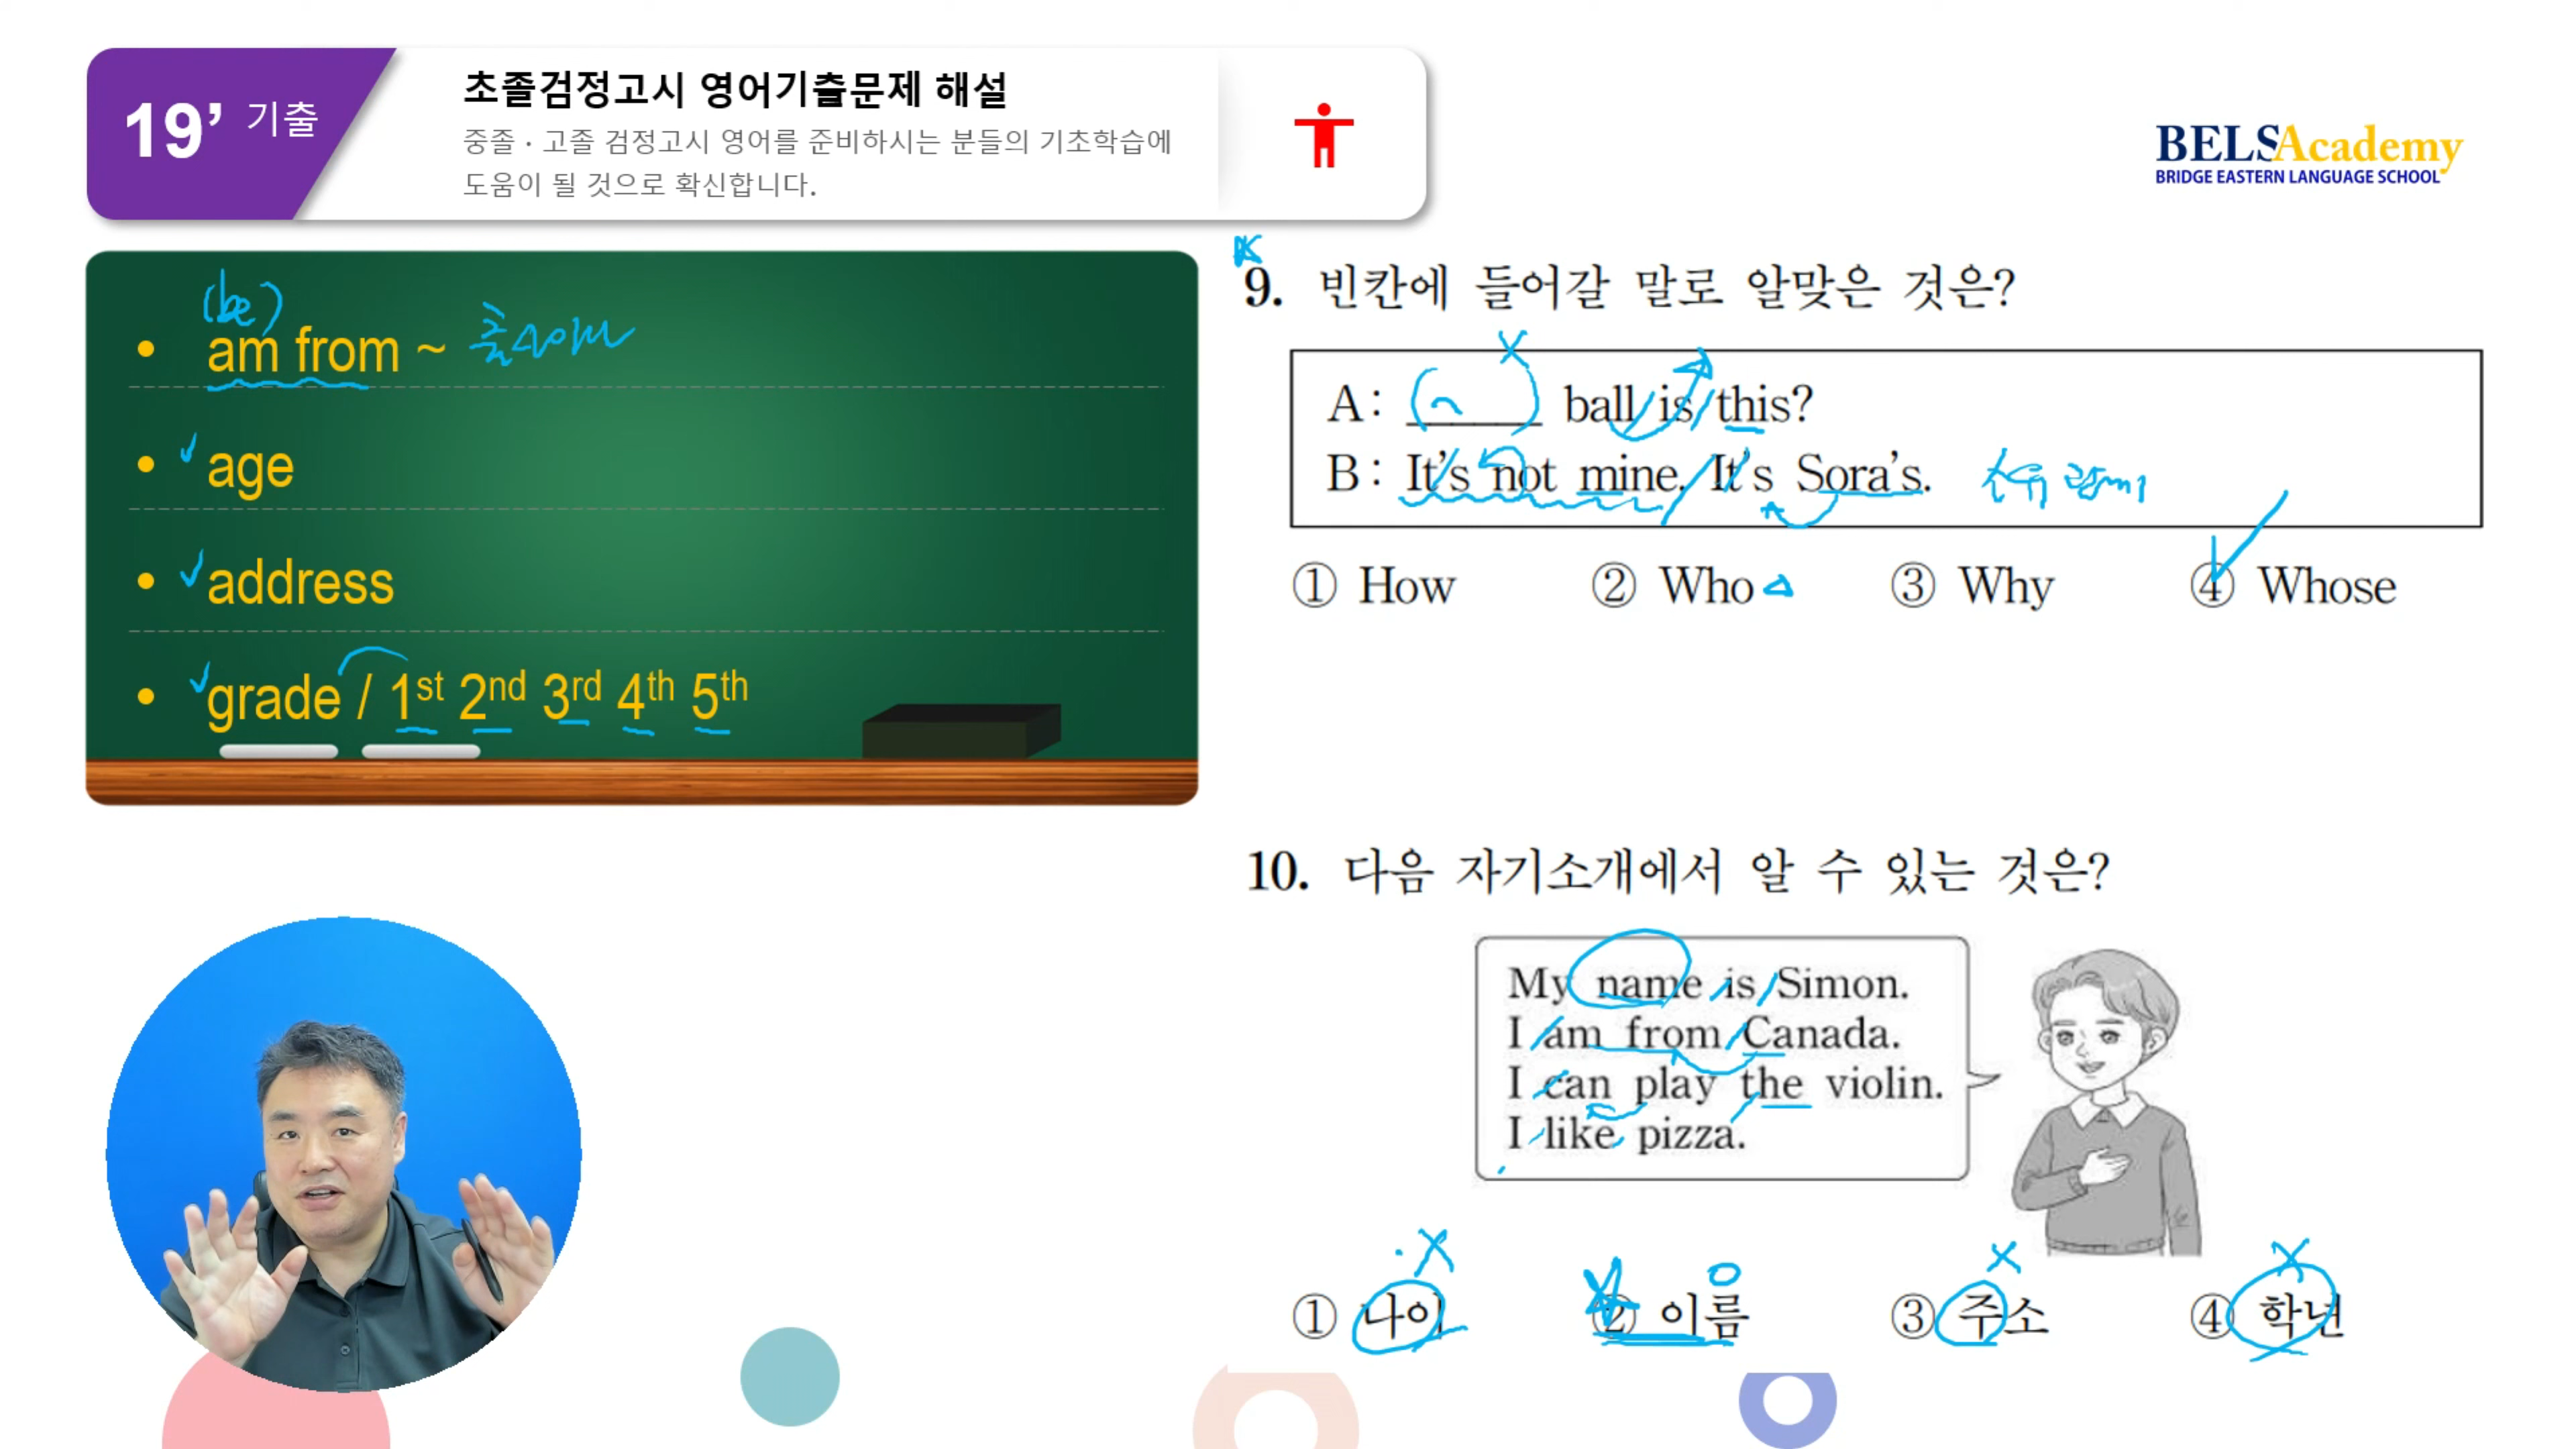 19’ 기출
초졸검정고시 영어기출문제 해설
중졸 · 고졸 검정고시 영어를 준비하시는 분들의 기초학습에
도움이 될 것으로 확신합니다.
BELSAcademy
BRIDGE EASTERN LANGUAGE SCHOOL
(be)
• am from ~
• age
• address
• grade / 1st 2nd 3rd 4th 5th
9. 빈칸에 들어갈 말로 알맞은 것은?
A: ______ ball is this?
B: It’s not mine. It’s Sora’s.
① How ② Who ③ Why ④ Whose
10. 다음 자기소개에서 알 수 있는 것은?
My name is Simon.
I am from Canada.
I can play the violin.
I like pizza.
① 나이 ② 이름 ③ 주소 ④ 학년